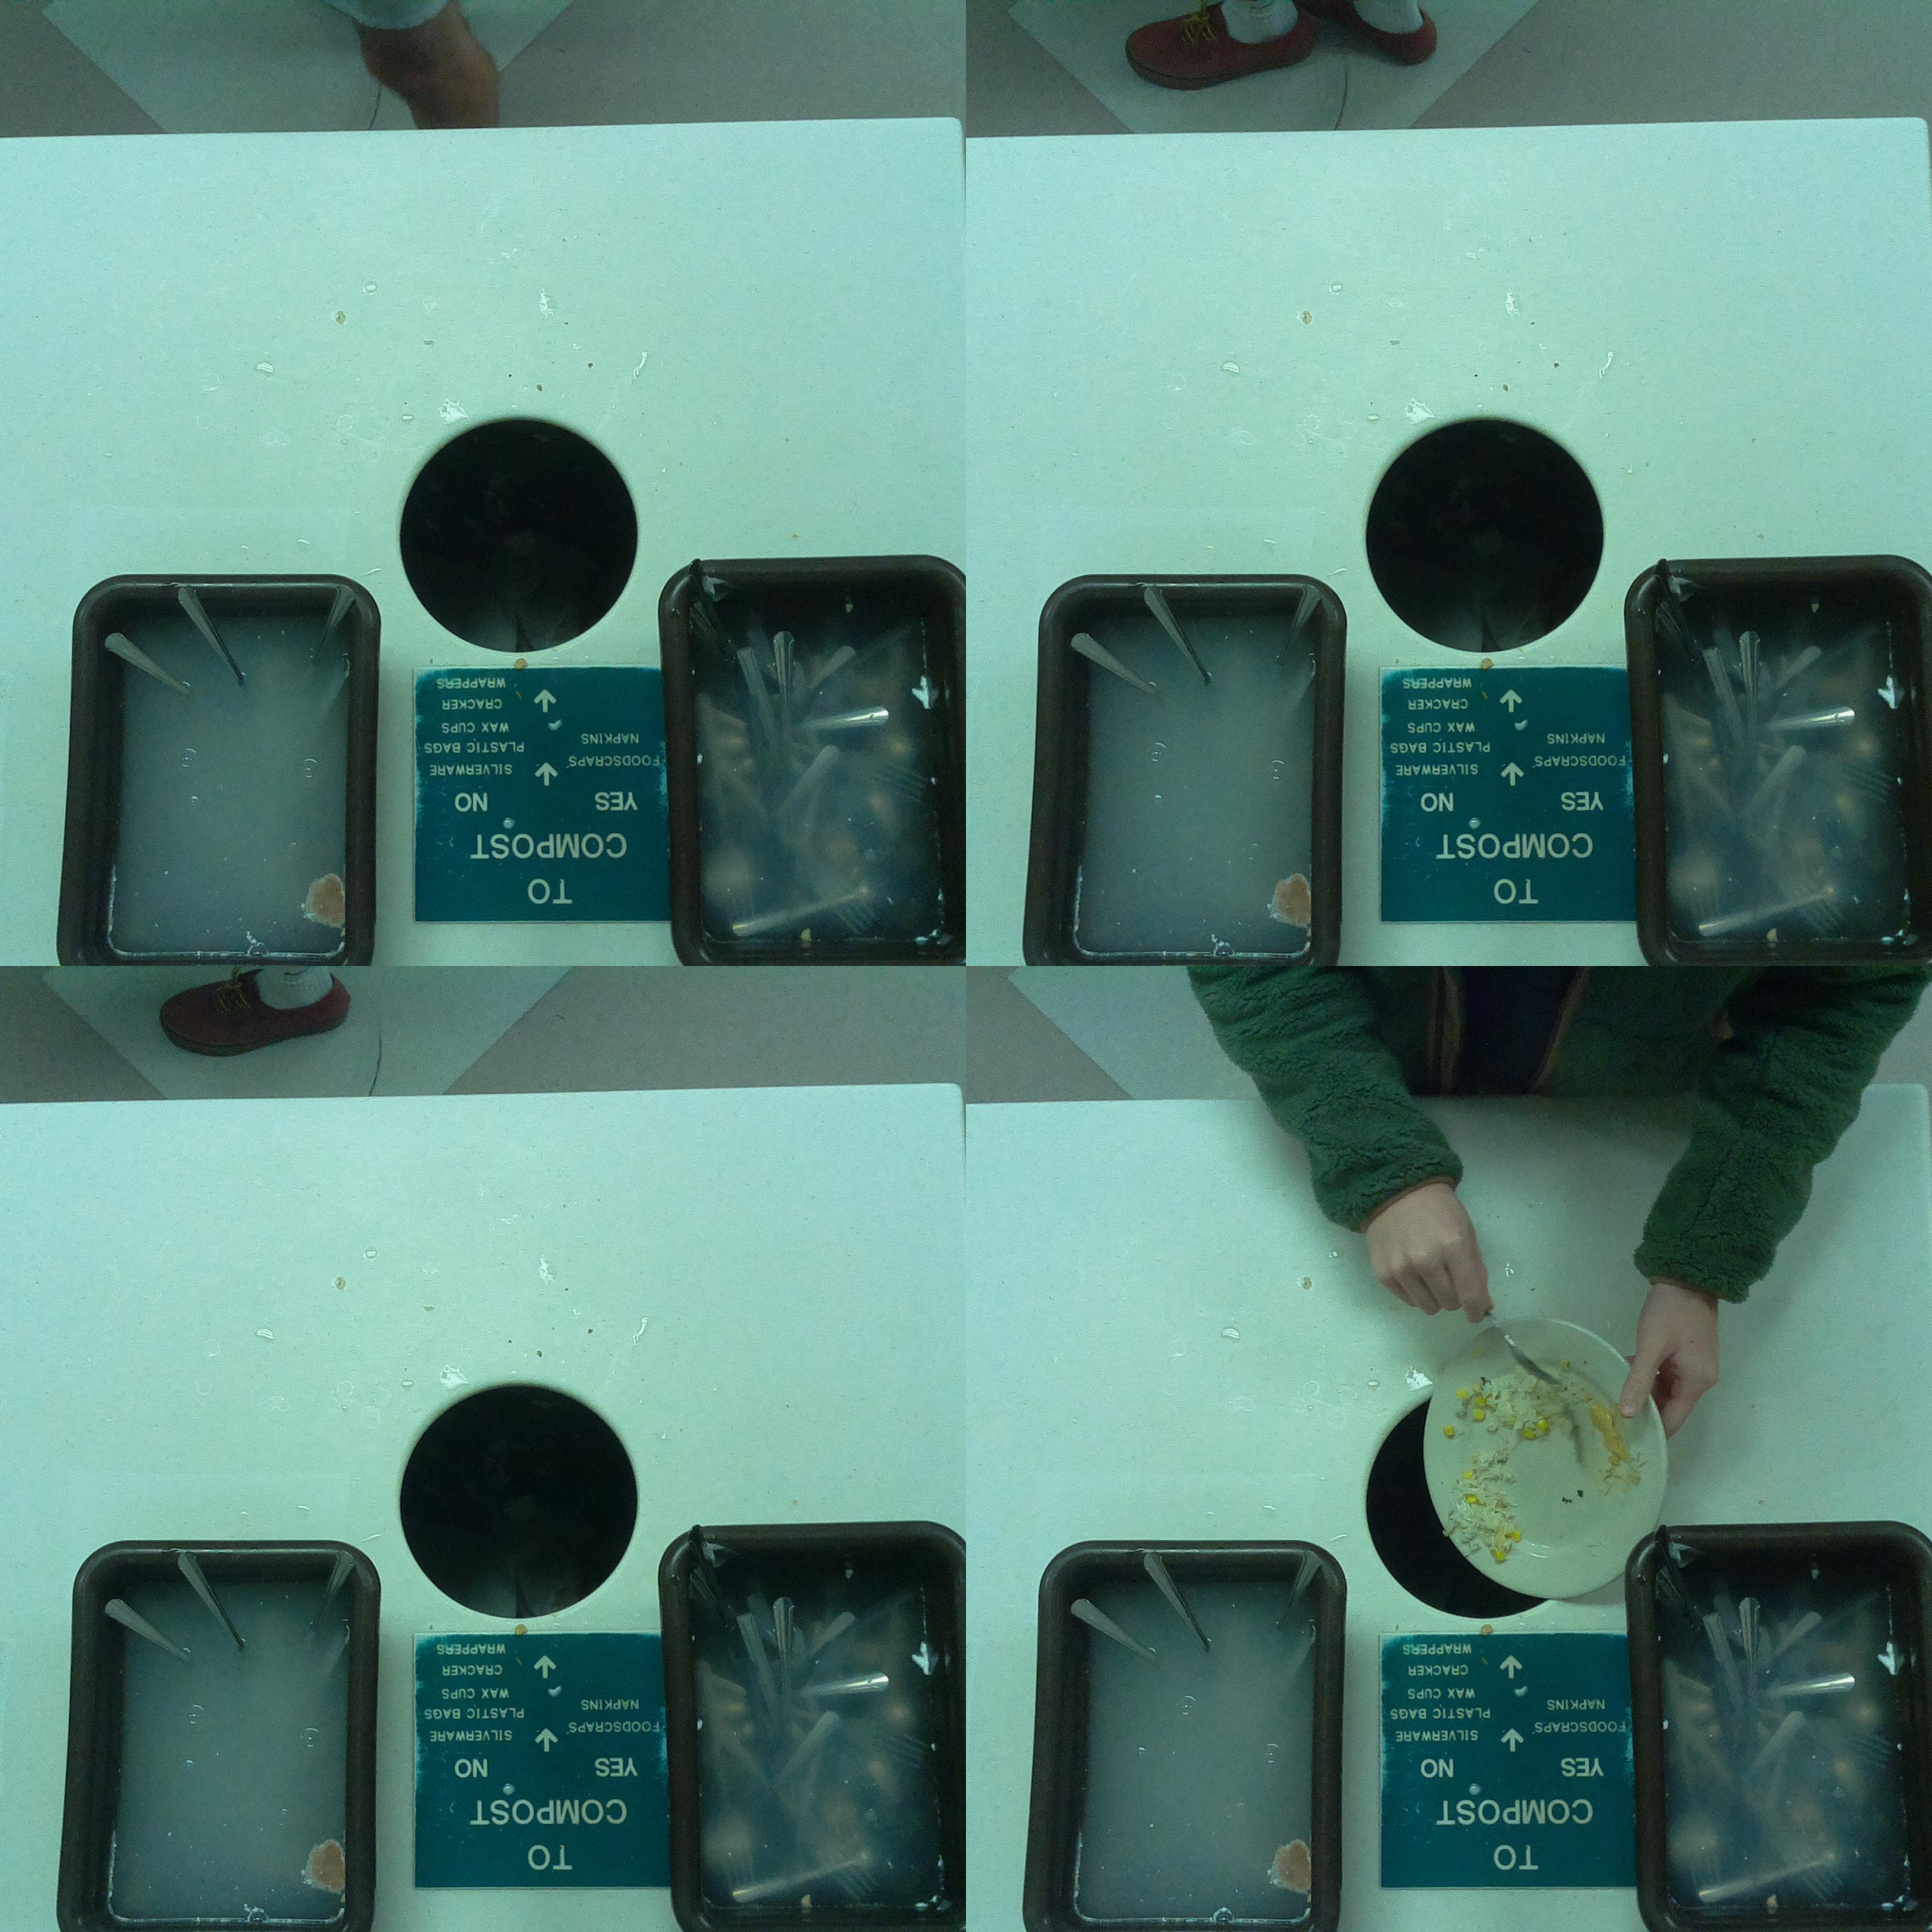 TO
COMPOST
YES NO
FOODSCRAPS, SILVERWARE
PLASTIC BAGS
NAPKINS WAX CUPS
CRACKER
WRAPPERS
TO
COMPOST
YES NO
FOODSCRAPS, SILVERWARE
PLASTIC BAGS
NAPKINS WAX CUPS
CRACKER
WRAPPERS
TO
COMPOST
YES NO
FOODSCRAPS, SILVERWARE
PLASTIC BAGS
NAPKINS WAX CUPS
CRACKER
WRAPPERS
TO
COMPOST
YES NO
FOODSCRAPS, SILVERWARE
PLASTIC BAGS
NAPKINS WAX CUPS
CRACKER
WRAPPERS